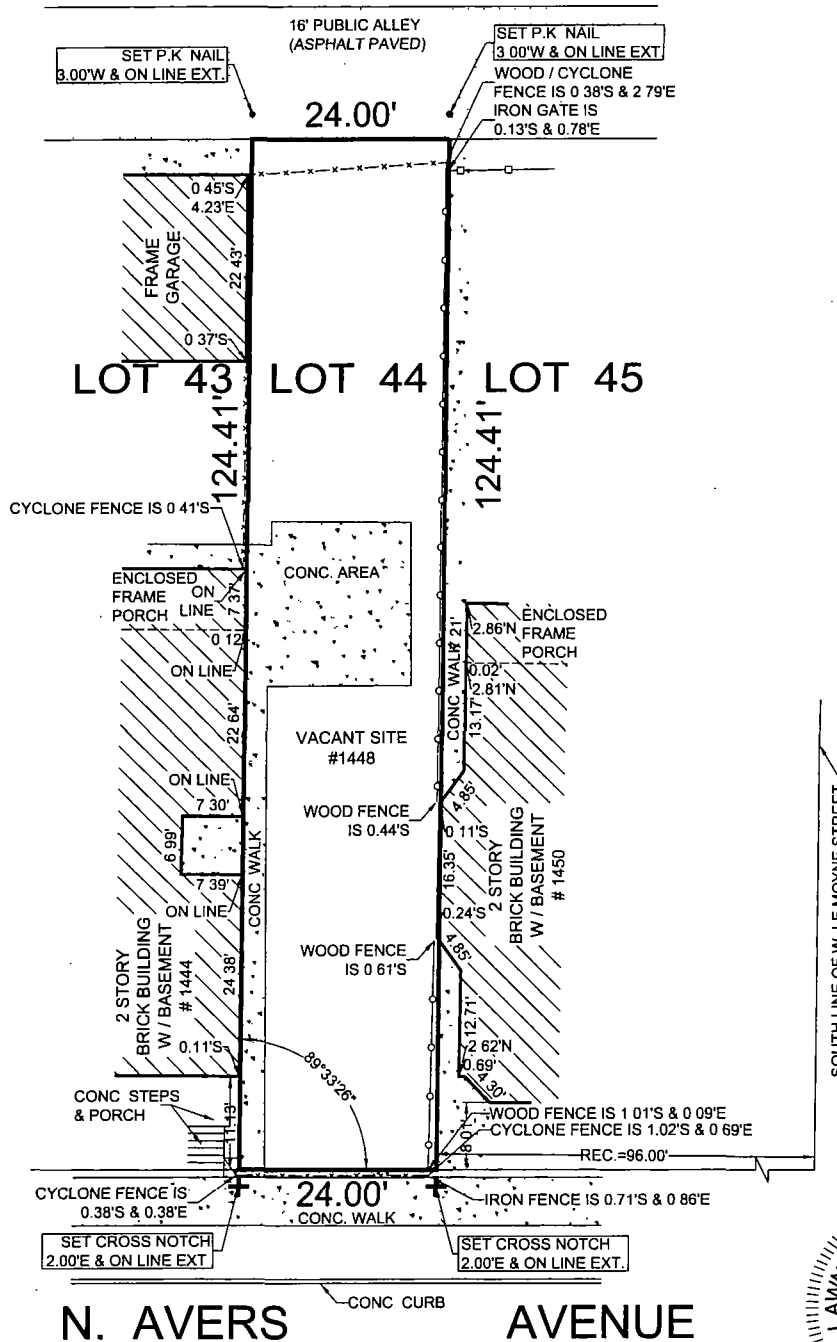 16' PUBLIC ALLEY
(ASPHALT PAVED)
SET P.K NAIL
3.00'W & ON LINE EXT.
SET P.K NAIL
3 00'W & ON LINE EXT.
WOOD / CYCLONE
FENCE IS 0 38'S & 2 79'E
IRON GATE IS
0.13'S & 0.78'E
24.00'
0 45'S
4.23'E
FRAME
GARAGE
22 43'
0 37'S
LOT 43
LOT 44
LOT 45
124.41'
124.41'
CYCLONE FENCE IS 0 41'S
CONC. AREA
ENCLOSED
FRAME
PORCH
ON
LINE
7 37'
0 12'
ON LINE
ENCLOSED
FRAME
PORCH
2.86'N
0.02'
2.81'N
CONC WALK
13.17'
22 64'
VACANT SITE
#1448
ON LINE
7 30'
6 99'
7 39'
ON LINE
CONC WALK
WOOD FENCE
IS 0.44'S
4.85'
0 11'S
16.35'
0.24'S
2 STORY
BRICK BUILDING
W / BASEMENT
# 1450
WOOD FENCE
IS 0 61'S
4.85'
2 STORY
BRICK BUILDING
W / BASEMENT
# 1444
24 38'
0.11'S
12.71'
2 62'N
0.69'
4 30'
89°33'26"
CONC STEPS
& PORCH
11.13'
8 01'
WOOD FENCE IS 1 01'S & 0 09'E
CYCLONE FENCE IS 1.02'S & 0 69'E
REC.=96.00'
SOUTH LINE OF W. LE MOYNE STREET
CYCLONE FENCE IS
0.38'S & 0.38'E
24.00'
CONC. WALK
IRON FENCE IS 0.71'S & 0 86'E
SET CROSS NOTCH
2.00'E & ON LINE EXT
SET CROSS NOTCH
2.00'E & ON LINE EXT.
CONC CURB
N. AVERS AVENUE